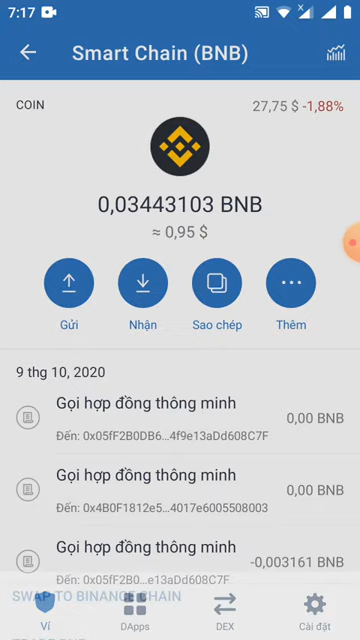 7:17
Smart Chain (BNB)
COIN
27,75 $ -1,88%
0,03443103 BNB
≈ 0,95 $
Gửi
Nhận
Sao chép
Thêm
9 thg 10, 2020
Gọi hợp đồng thông minh
0,00 BNB
Đến: 0x05fF2B0DB6...4f9e13aDd608C7F
Gọi hợp đồng thông minh
0,00 BNB
Đến: 0x4B0F1812e5...4017e6005508003
Gọi hợp đồng thông minh
-0,003161 BNB
Đến: 0x05fF2B0...e13aDd608C7F
SWAP TO BINANCE CHAIN
Ví
DApps
DEX
Cài đặt